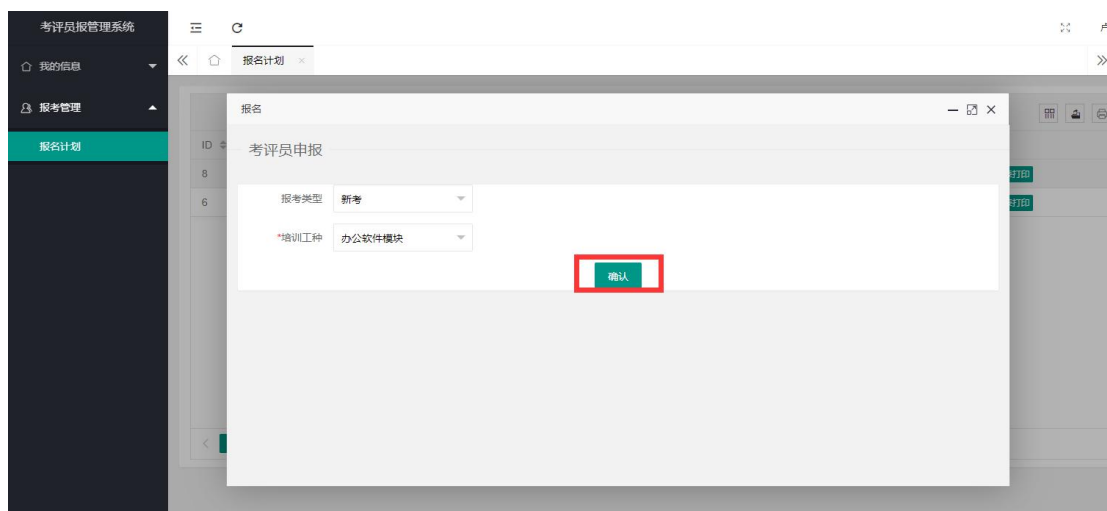 考评员报管理系统
我的信息
报名计划
报考管理
报名
报名计划
ID
考评员申报
8
打印
报考类型 新考
6
打印
*培训工种 办公软件模块
确认